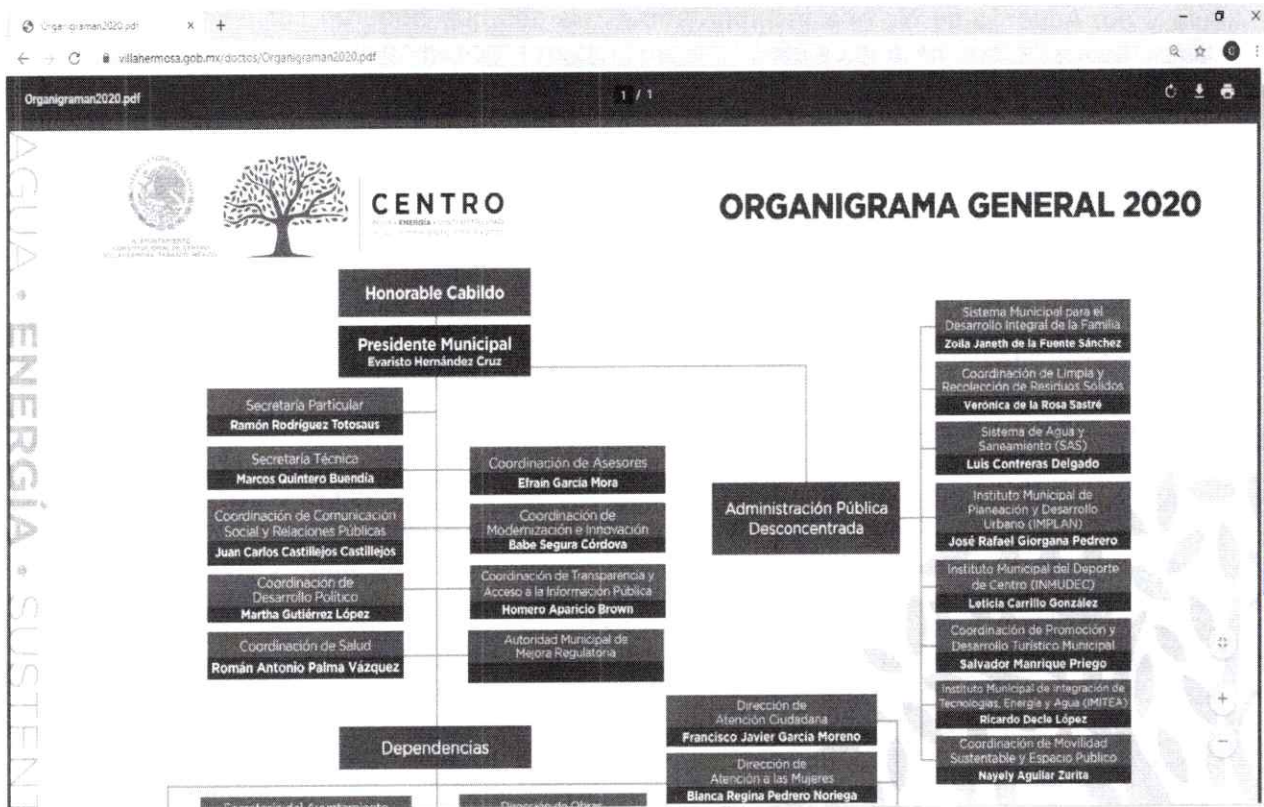 Organigraman2020.pdf
villahermosa.gob.mx/doctos/Organigraman2020.pdf
Organigraman2020.pdf
1 / 1
AGUA • ENERGÍA • SUSTEN
CENTRO
ORGANIGRAMA GENERAL 2020
Honorable Cabildo
Presidente Municipal
Evaristo Hernández Cruz
Secretaría Particular
Ramón Rodríguez Totosaus
Secretaría Técnica
Marcos Quintero Buendía
Coordinación de Comunicación
Social y Relaciones Públicas
Juan Carlos Castillejos Castillejos
Coordinación de
Desarrollo Político
Martha Gutiérrez López
Coordinación de Salud
Román Antonio Palma Vázquez
Coordinación de Asesores
Efraín García Mora
Coordinación de
Modernización e Innovación
Babe Segura Córdova
Coordinación de Transparencia y
Acceso a la Información Pública
Homero Aparicio Brown
Autoridad Municipal de
Mejora Regulatoria
Administración Pública
Desconcentrada
Sistema Municipal para el
Desarrollo Integral de la Familia
Zoila Janeth de la Fuente Sánchez
Coordinación de Limpia y
Recolección de Residuos Sólidos
Verónica de la Rosa Sastré
Sistema de Agua y
Saneamiento (SAS)
Luis Contreras Delgado
Instituto Municipal de
Planeación y Desarrollo
Urbano (IMPLAN)
José Rafael Giorgana Pedrero
Instituto Municipal del Deporte
de Centro (INMUDEC)
Leticia Carrillo González
Coordinación de Promoción y
Desarrollo Turístico Municipal
Salvador Manrique Priego
Instituto Municipal de Integración de
Tecnologías, Energía y Agua (IMITEA)
Ricardo Decle López
Coordinación de Movilidad
Sustentable y Espacio Público
Nayely Aguilar Zurita
Dependencias
Dirección de
Atención Ciudadana
Francisco Javier García Moreno
Dirección de
Atención a las Mujeres
Blanca Regina Pedrero Noriega
Secretaría del Ayuntamiento
Dirección de Obras